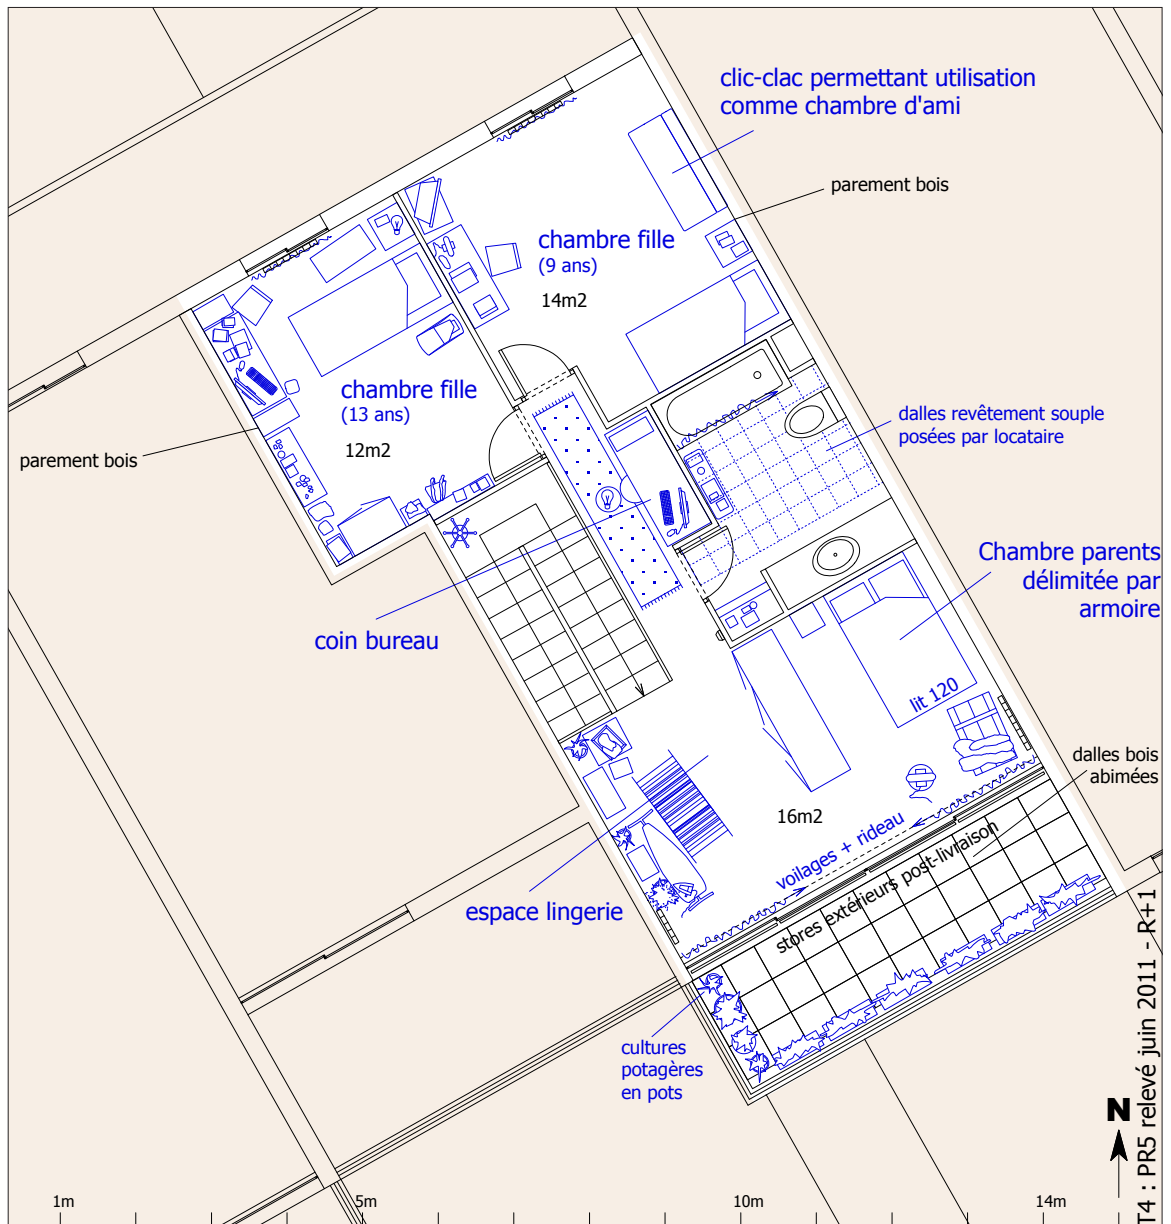 clic-clac permettant utilisation
comme chambre d'ami
parement bois
chambre fille
(9 ans)
14m2
chambre fille
(13 ans)
12m2
parement bois
dalles revêtement souple
posées par locataire
Chambre parents
délimitée par
armoire
coin bureau
lit 120
dalles bois
abimées
16m2
voilages + rideau
stores extérieurs post-livraison
espace lingerie
cultures
potagères
en pots
N
T4 : PR5 relevé juin 2011 - R+1
1m
5m
10m
14m